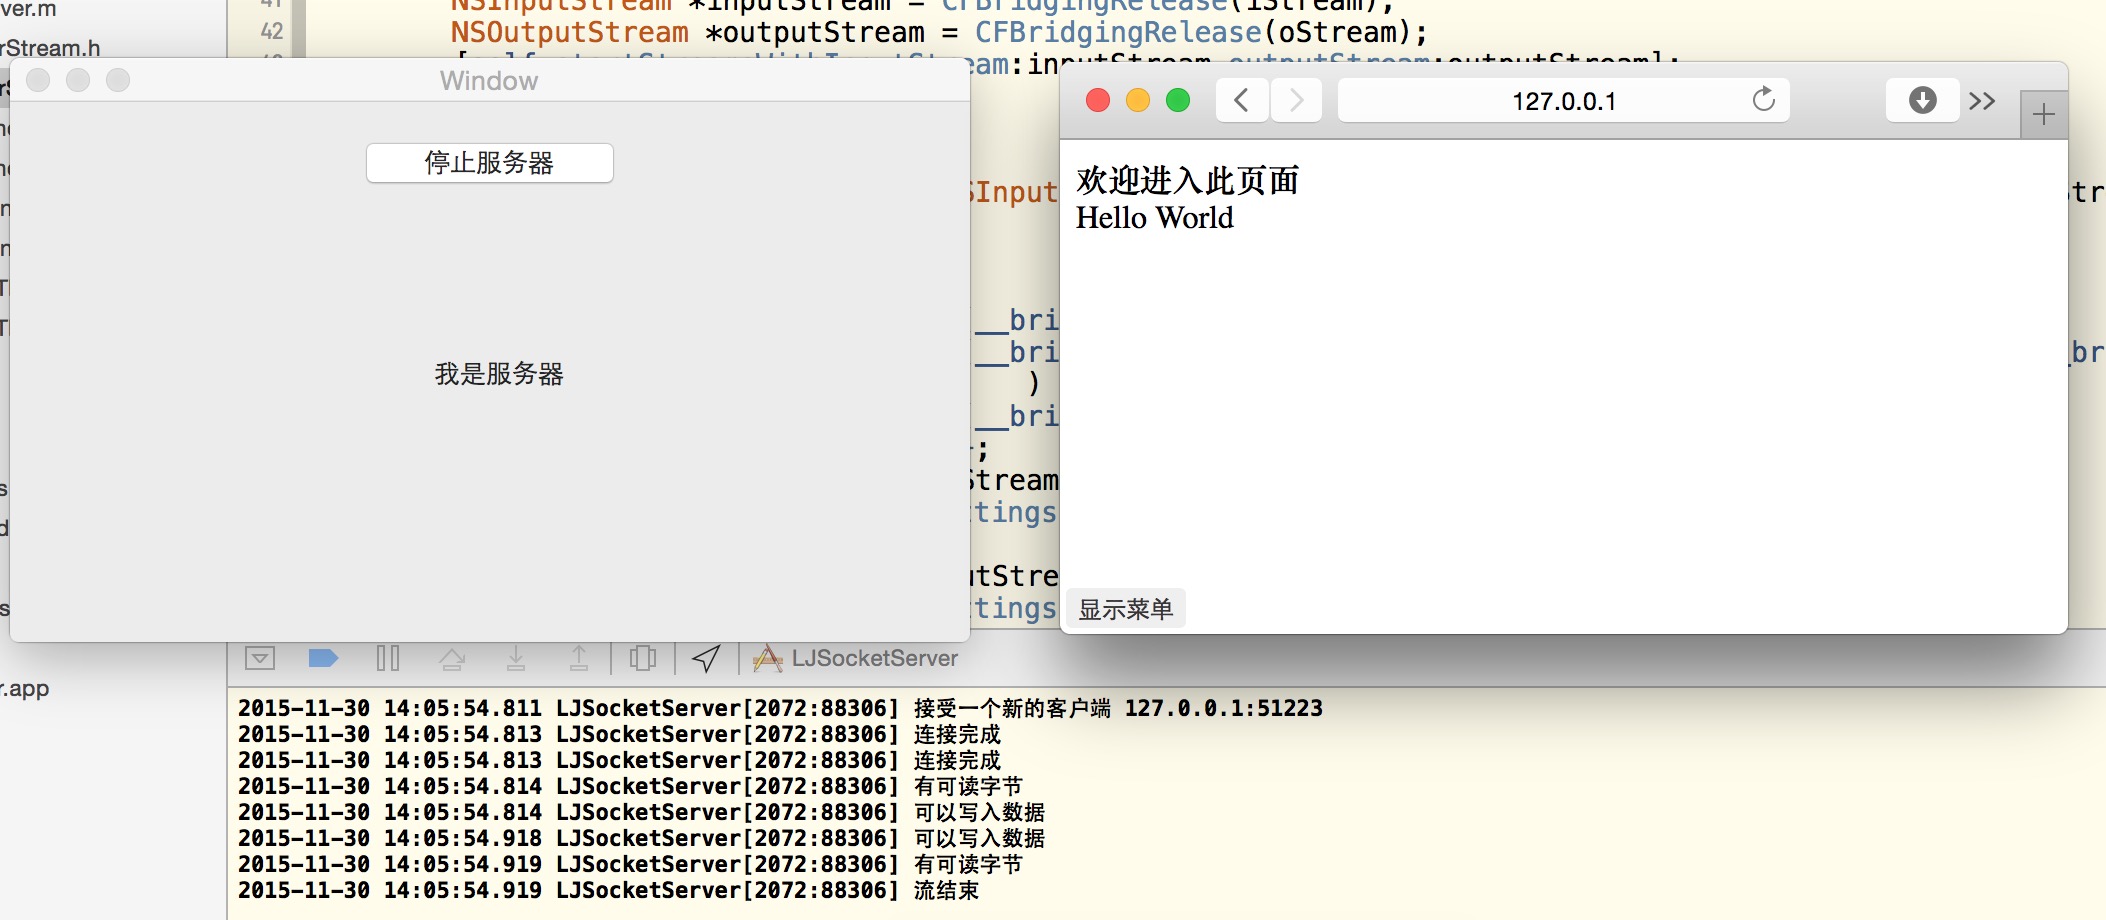 ver.m
rStream.h
r.app
42
NSInputStream *inputStream = CFBridgingRelease(iStream);
NSOutputStream *outputStream = CFBridgingRelease(oStream);
eam:inputStream outputStream:outputStream];
SInput
__bri
__bri
)
__bri
;
Stream
ttings
utStre
ttings
Window
停止服务器
我是服务器
127.0.0.1
欢迎进入此页面
Hello World
显示菜单
LJSocketServer
2015-11-30 14:05:54.811 LJSocketServer[2072:88306] 接受一个新的客户端 127.0.0.1:51223
2015-11-30 14:05:54.813 LJSocketServer[2072:88306] 连接完成
2015-11-30 14:05:54.813 LJSocketServer[2072:88306] 连接完成
2015-11-30 14:05:54.814 LJSocketServer[2072:88306] 有可读字节
2015-11-30 14:05:54.814 LJSocketServer[2072:88306] 可以写入数据
2015-11-30 14:05:54.918 LJSocketServer[2072:88306] 可以写入数据
2015-11-30 14:05:54.919 LJSocketServer[2072:88306] 有可读字节
2015-11-30 14:05:54.919 LJSocketServer[2072:88306] 流结束